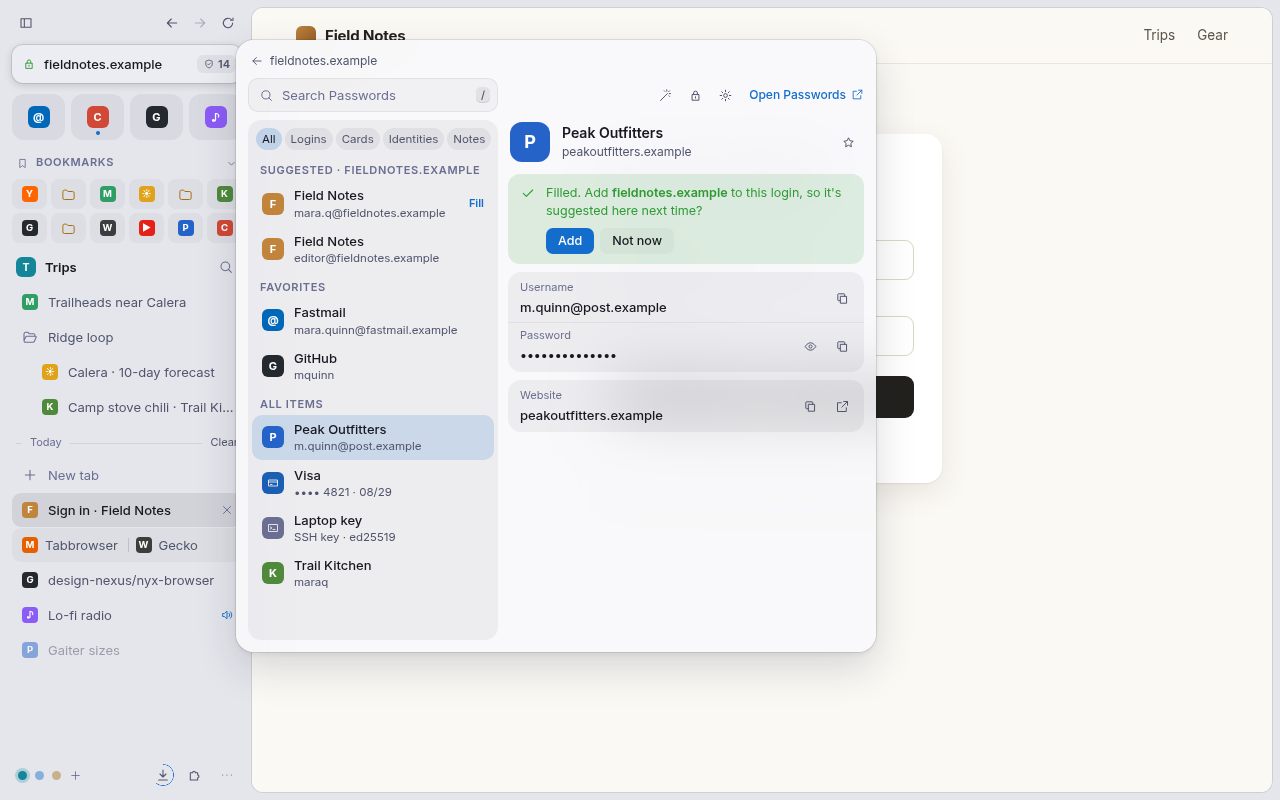 fieldnotes.example
14
@
C
G
BOOKMARKS
Y
M
K
G
W
P
C
T
Trips
M
Trailheads near Calera
Ridge loop
Calera · 10-day forecast
K
Camp stove chili · Trail Ki...
Today
Clear
New tab
F
Sign in · Field Notes
M
Tabbrowser
W
Gecko
G
design-nexus/nyx-browser
Lo-fi radio
P
Gaiter sizes
Field Notes
Trips
Gear
fieldnotes.example
Search Passwords
/
Open Passwords
All
Logins
Cards
Identities
Notes
SUGGESTED · FIELDNOTES.EXAMPLE
F
Field Notes
mara.q@fieldnotes.example
Fill
F
Field Notes
editor@fieldnotes.example
FAVORITES
@
Fastmail
mara.quinn@fastmail.example
G
GitHub
mquinn
ALL ITEMS
P
Peak Outfitters
m.quinn@post.example
Visa
•••• 4821 · 08/29
Laptop key
SSH key · ed25519
K
Trail Kitchen
maraq
P
Peak Outfitters
peakoutfitters.example
Filled. Add fieldnotes.example to this login, so it's
suggested here next time?
Add
Not now
Username
m.quinn@post.example
Password
••••••••••••••
Website
peakoutfitters.example